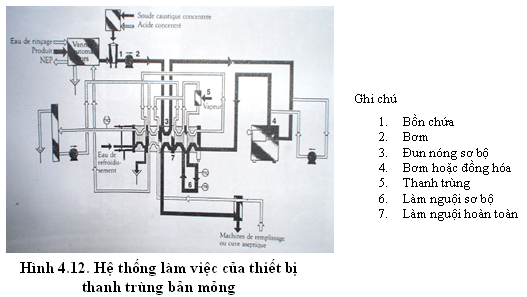 Soude caustique concentrée
Acide concentré
Eau de rinçage
Produit
NEP
1
2
5
Vapeur
3
4
Eau de
refroidis-
sement
7
6
Machines de remplissage
ou cuve aseptique
Ghi chú
1. Bồn chứa
2. Bơm
3. Đun nóng sơ bộ
4. Bơm hoặc đồng hóa
5. Thanh trùng
6. Làm nguội sơ bộ
7. Làm nguội hoàn toàn
Hình 4.12. Hệ thống làm việc của thiết bị
thanh trùng bản mỏng